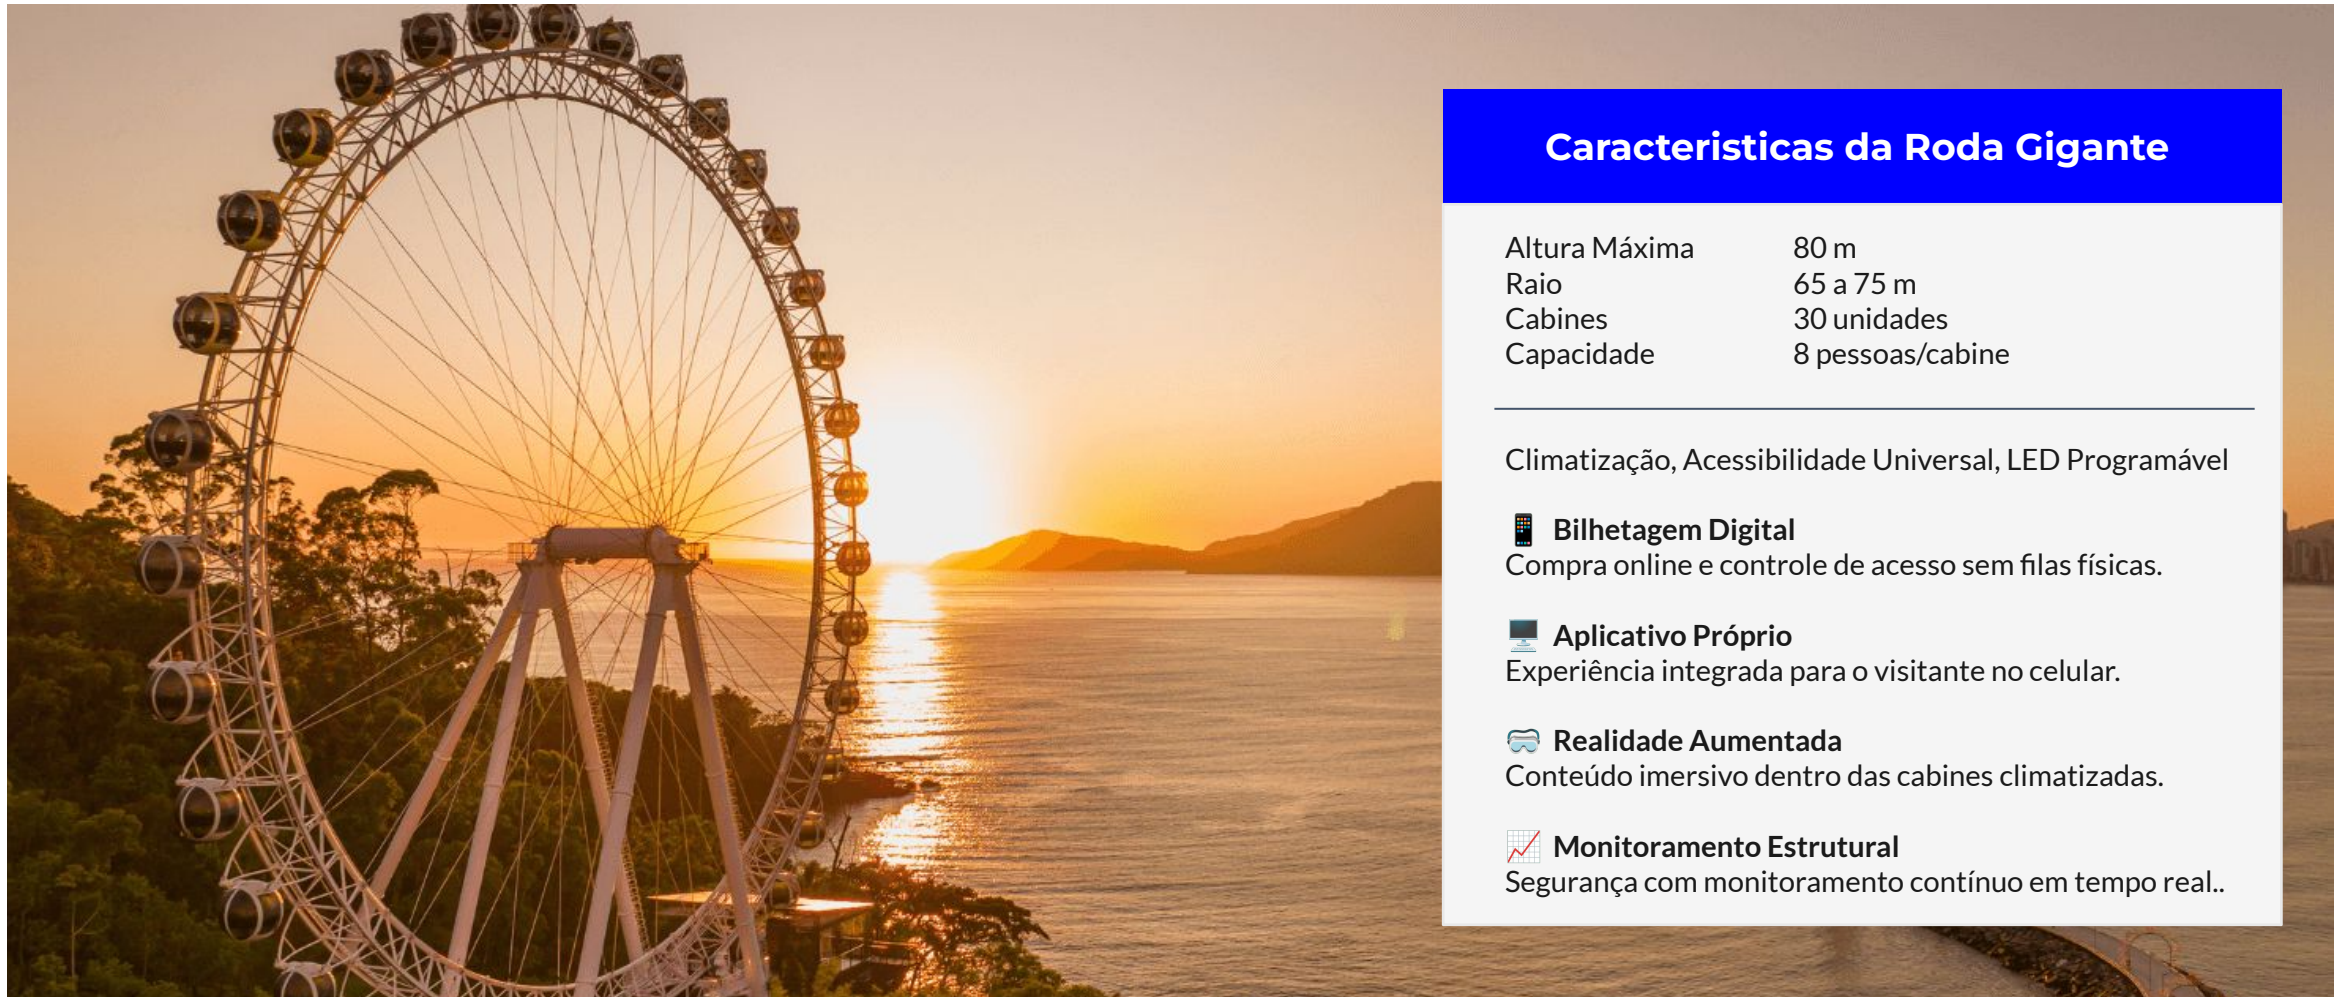 Caracteristicas da Roda Gigante
Altura Máxima 80 m
Raio 65 a 75 m
Cabines 30 unidades
Capacidade 8 pessoas/cabine
Climatização, Acessibilidade Universal, LED Programável
📱 Bilhetagem Digital
Compra online e controle de acesso sem filas físicas.
🖥️ Aplicativo Próprio
Experiência integrada para o visitante no celular.
🥽 Realidade Aumentada
Conteúdo imersivo dentro das cabines climatizadas.
📈 Monitoramento Estrutural
Segurança com monitoramento contínuo em tempo real..